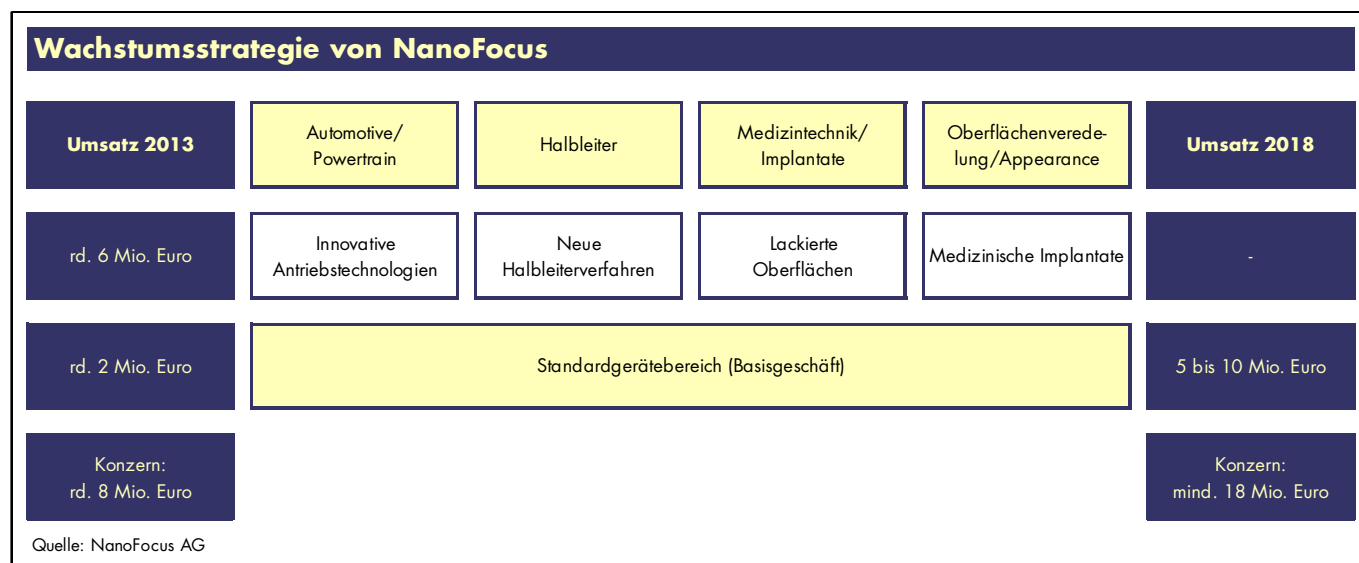 Wachstumsstrategie von NanoFocus
Umsatz 2013
Automotive/
Powertrain
Halbleiter
Medizintechnik/
Implantate
Oberflächenverede-
lung/Appearance
Umsatz 2018
rd. 6 Mio. Euro
Innovative
Antriebstechnologien
Neue
Halbleiterverfahren
Lackierte
Oberflächen
Medizinische Implantate
-
rd. 2 Mio. Euro
Standardgerätebereich (Basisgeschäft)
5 bis 10 Mio. Euro
Konzern:
rd. 8 Mio. Euro
Konzern:
mind. 18 Mio. Euro
Quelle: NanoFocus AG